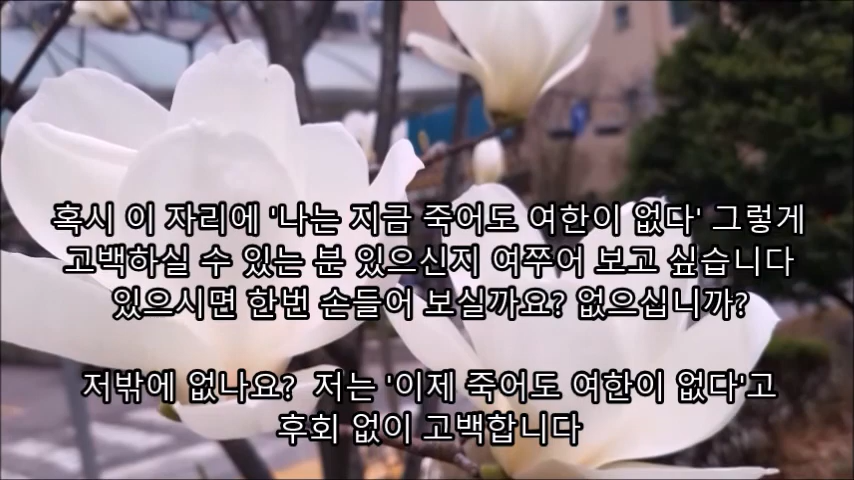 혹시 이 자리에 '나는 지금 죽어도 여한이 없다' 그렇게
고백하실 수 있는 분 있으신지 여쭈어 보고 싶습니다
있으시면 한번 손들어 보실까요? 없으십니까?
저밖에 없나요? 저는 '이제 죽어도 여한이 없다'고
후회 없이 고백합니다